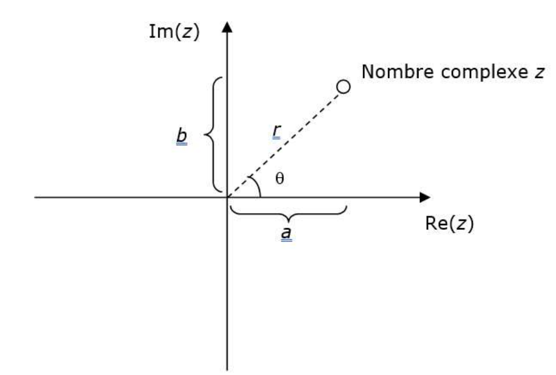 Im(z)
Nombre complexe z
r
b
θ
Re(z)
a